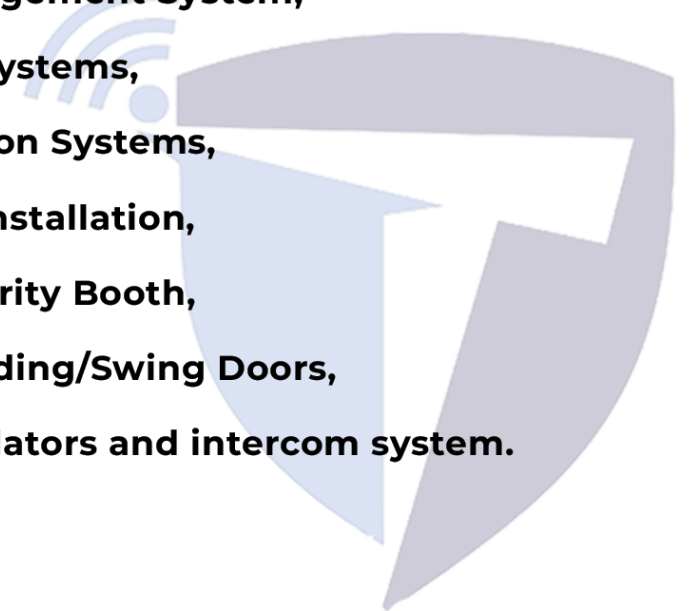 gement System,
ystems,
on Systems,
nstallation,
rity Booth,
ding/Swing Doors,
lators and intercom system.